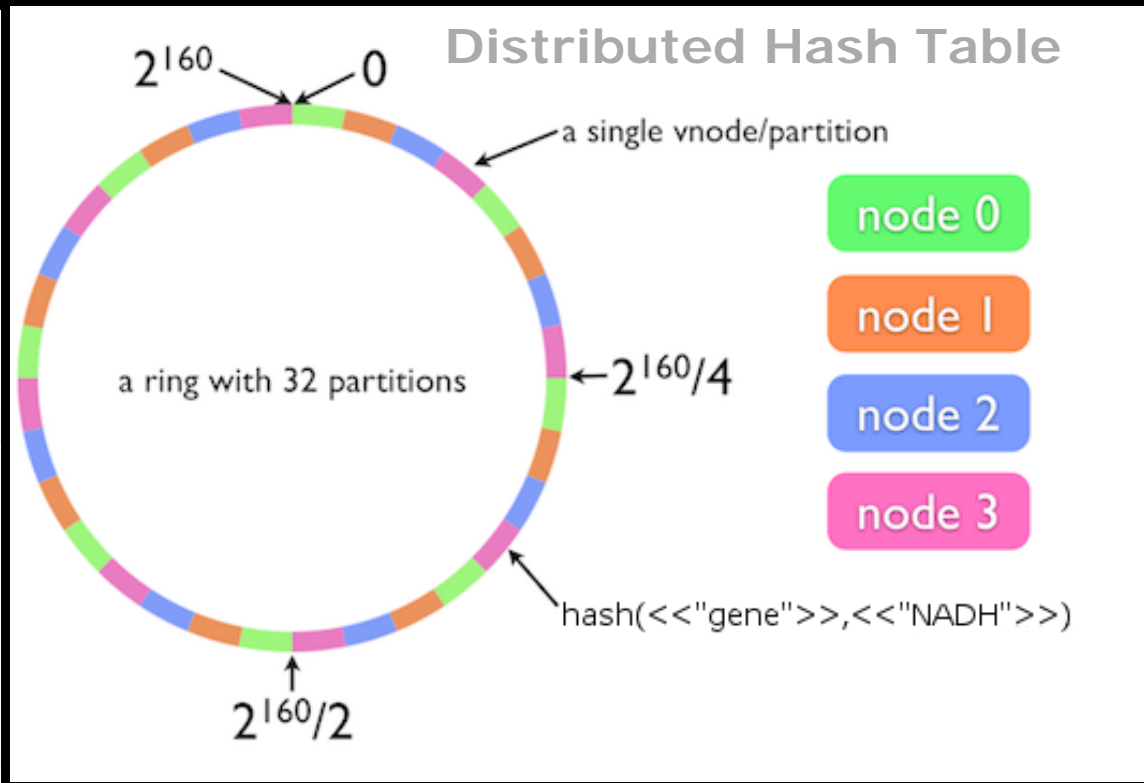 Distributed Hash Table
2^160
0
a single vnode/partition
node 0
node 1
a ring with 32 partitions
2^160/4
node 2
node 3
hash(<<"gene">>,<<"NADH">>)
2^160/2